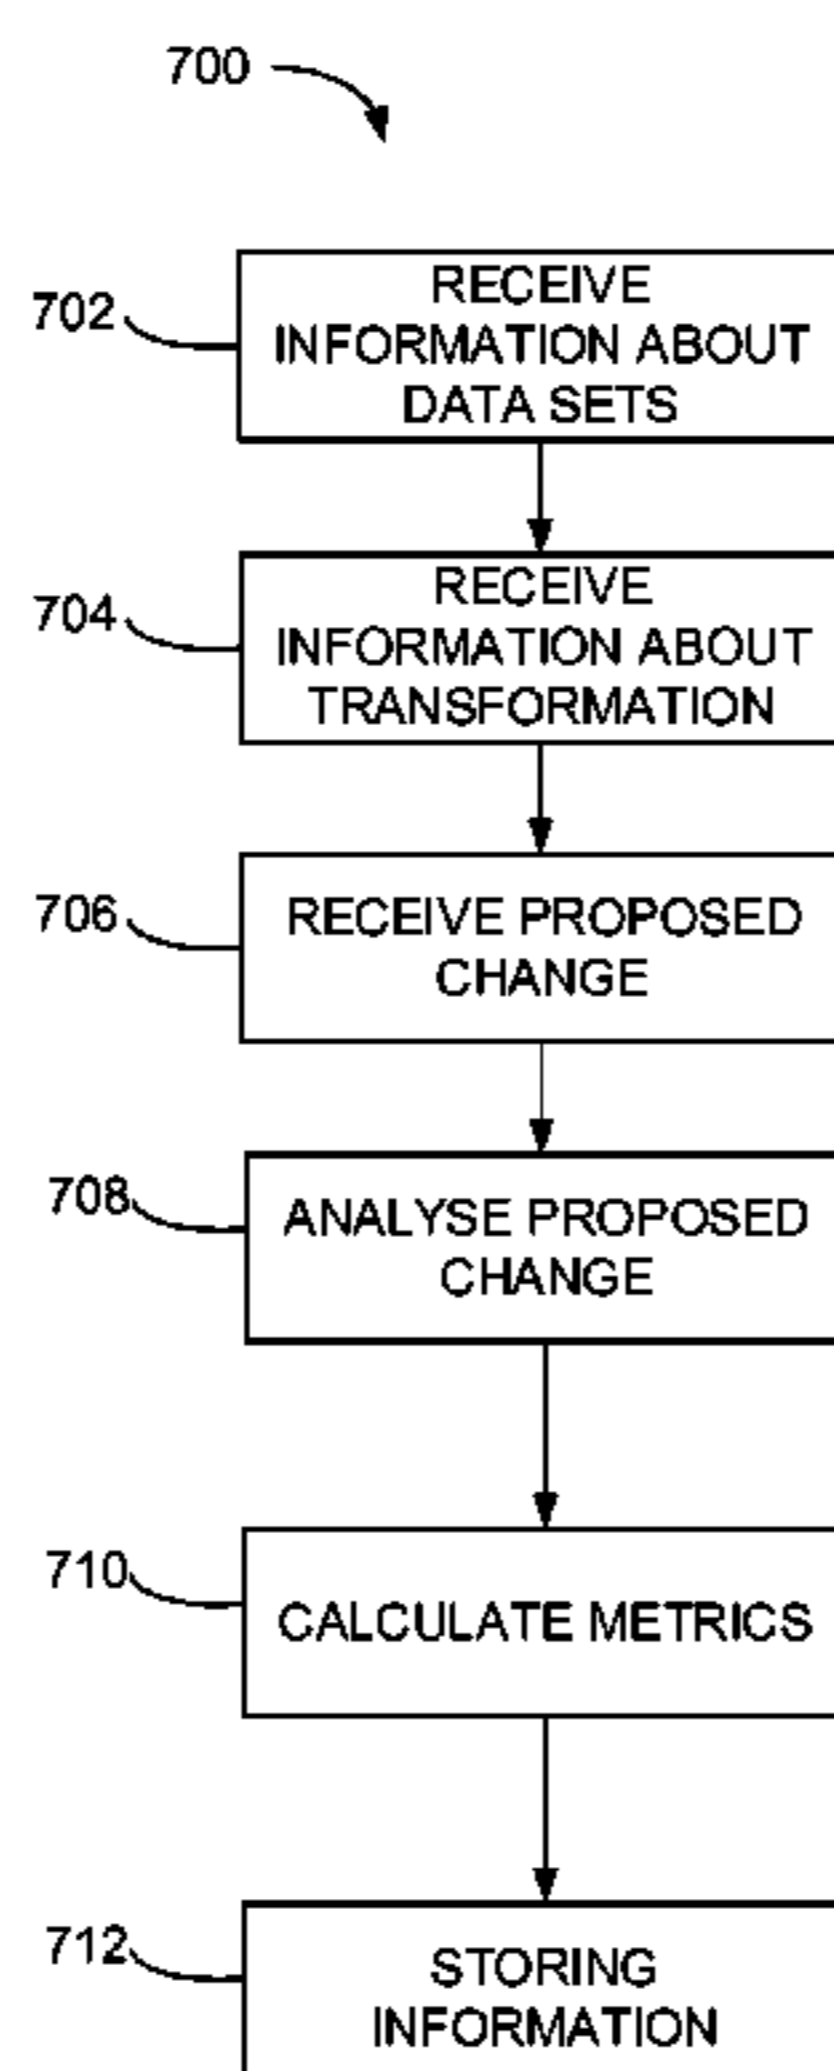 700
702
RECEIVE
INFORMATION ABOUT
DATA SETS
704
RECEIVE
INFORMATION ABOUT
TRANSFORMATION
706
RECEIVE PROPOSED
CHANGE
708
ANALYSE PROPOSED
CHANGE
710
CALCULATE METRICS
712
STORING
INFORMATION